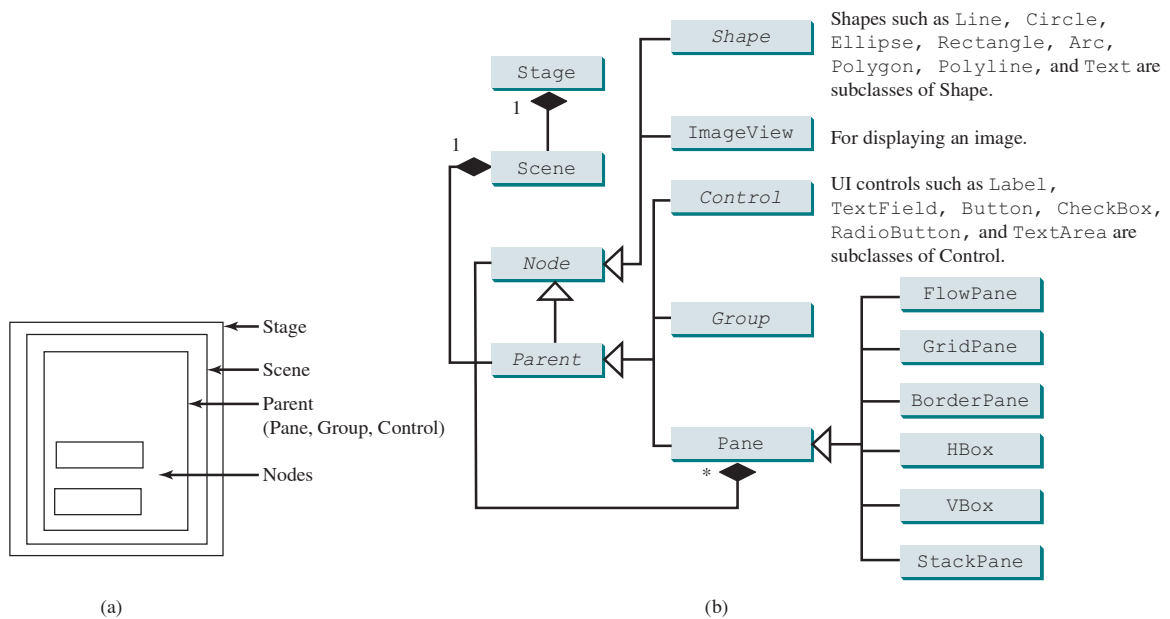 Stage
Scene
Parent
(Pane, Group, Control)
Nodes
(a)
Stage
1
1
Scene
Node
Parent
Shape
Shapes such as Line, Circle,
Ellipse, Rectangle, Arc,
Polygon, Polyline, and Text are
subclasses of Shape.
ImageView
For displaying an image.
Control
UI controls such as Label,
TextField, Button, CheckBox,
RadioButton, and TextArea are
subclasses of Control.
Group
Pane
*
FlowPane
GridPane
BorderPane
HBox
VBox
StackPane
(b)